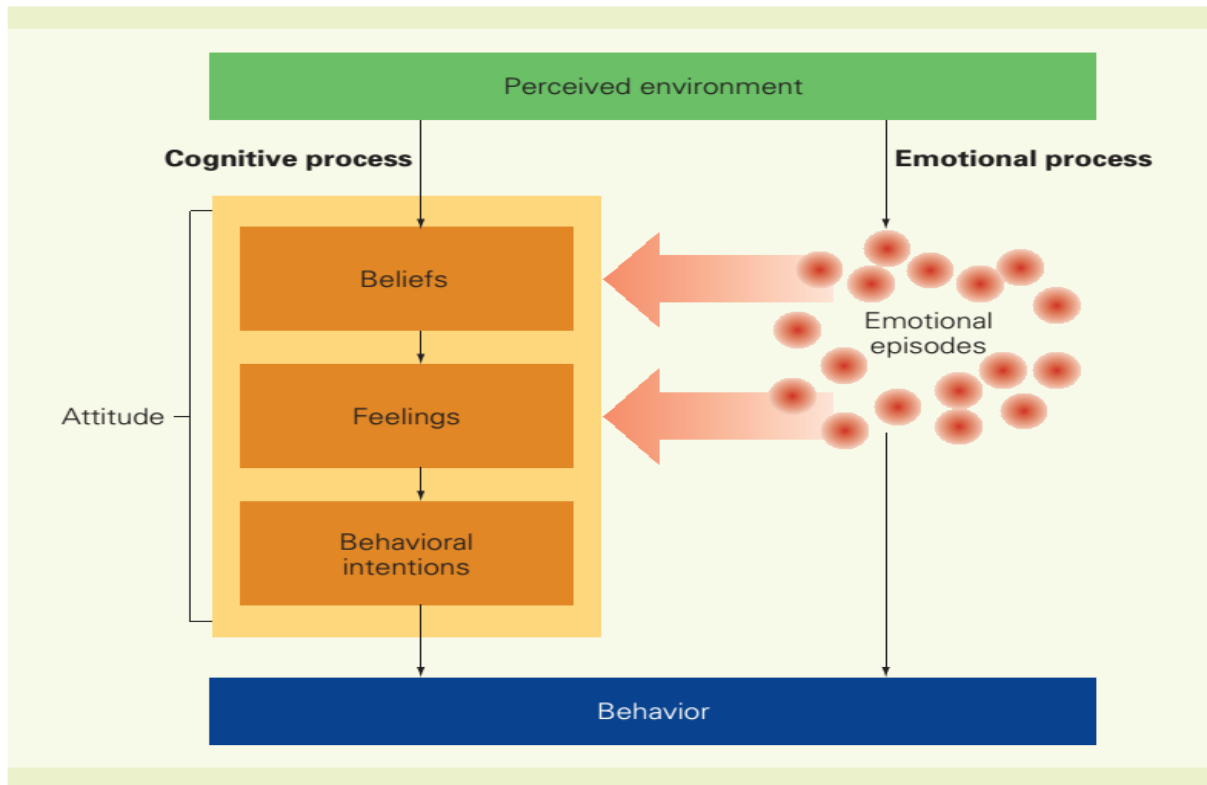 Perceived environment
Cognitive process
Emotional process
Beliefs
Emotional
episodes
Attitude
Feelings
Behavioral
intentions
Behavior